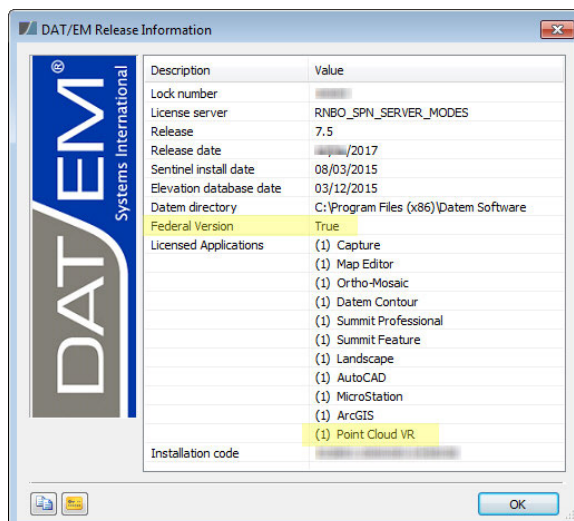 DAT/EM Release Information
DAT/EM®
Systems International
Description Value
Lock number
License server RNBO_SPN_SERVER_MODES
Release 7.5
Release date /2017
Sentinel install date 08/03/2015
Elevation database date 03/12/2015
Datem directory C:\Program Files (x86)\Datem Software
Federal Version True
Licensed Applications (1) Capture
(1) Map Editor
(1) Ortho-Mosaic
(1) Datem Contour
(1) Summit Professional
(1) Summit Feature
(1) Landscape
(1) AutoCAD
(1) MicroStation
(1) ArcGIS
(1) Point Cloud VR
Installation code
OK